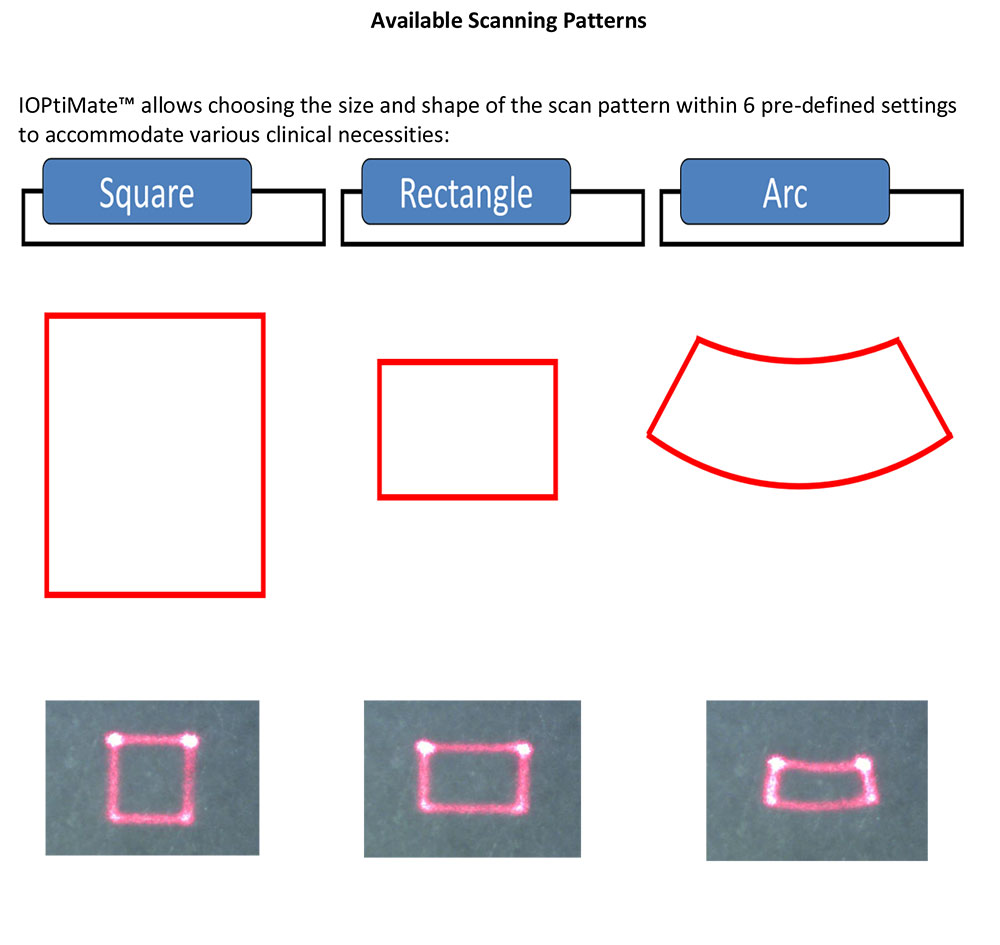 Available Scanning Patterns
IOPtiMate™ allows choosing the size and shape of the scan pattern within 6 pre-defined settings
to accommodate various clinical necessities:
Square
Rectangle
Arc